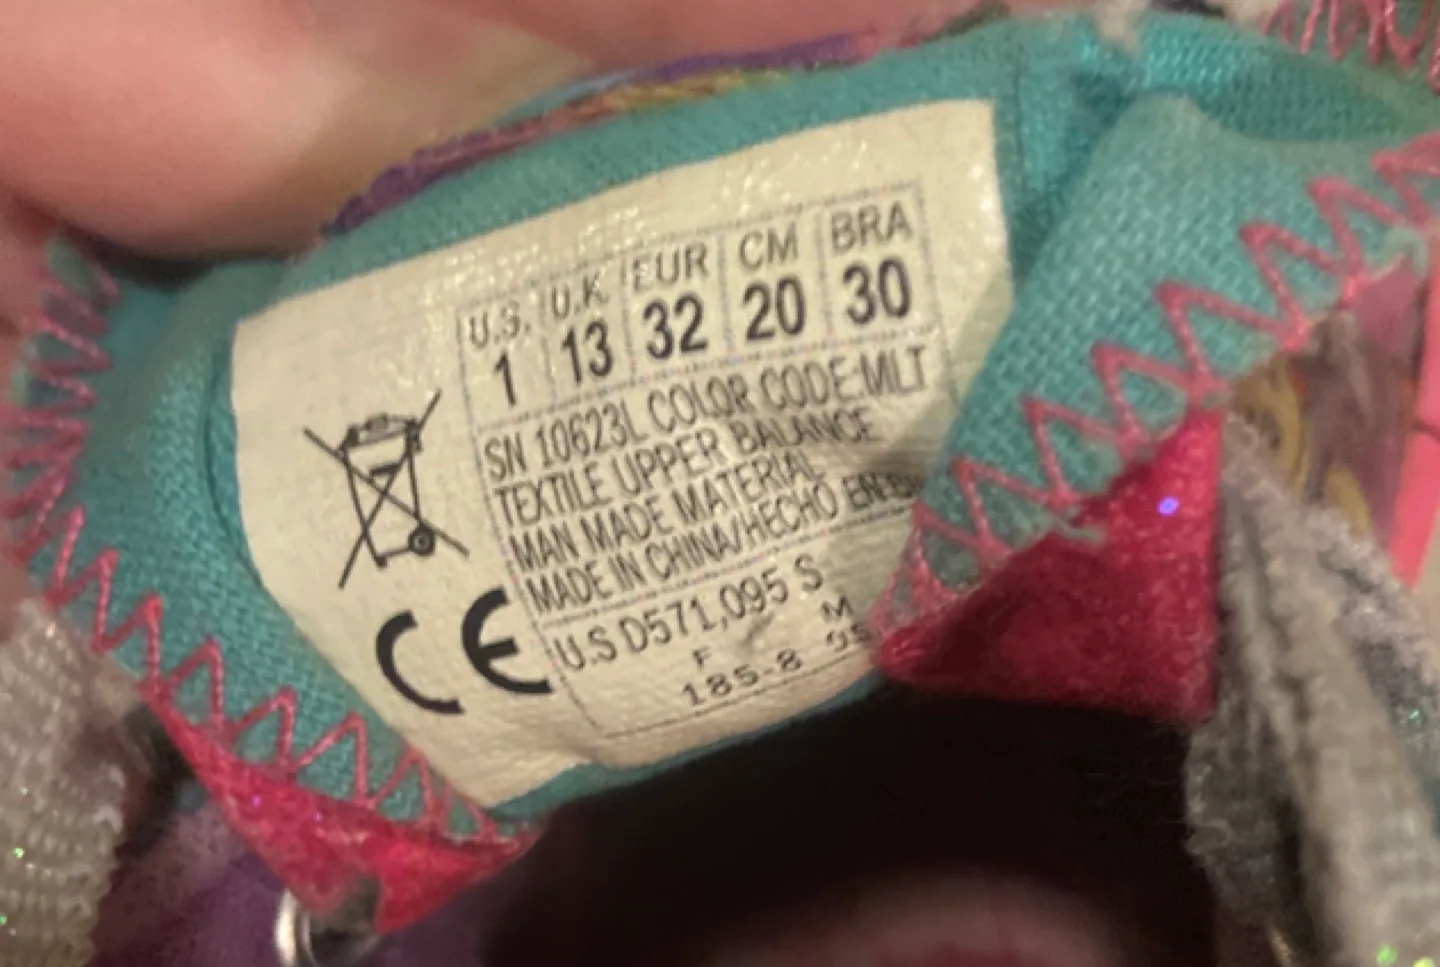 U.S. U.K EUR CM BRA
1 13 32 20 30
SN 10623L COLOR CODE:MLT
TEXTILE UPPER BALANCE
MAN MADE MATERIAL
MADE IN CHINA/HECHO EN
U.S D571,095 S
F M
185-8 05
CE